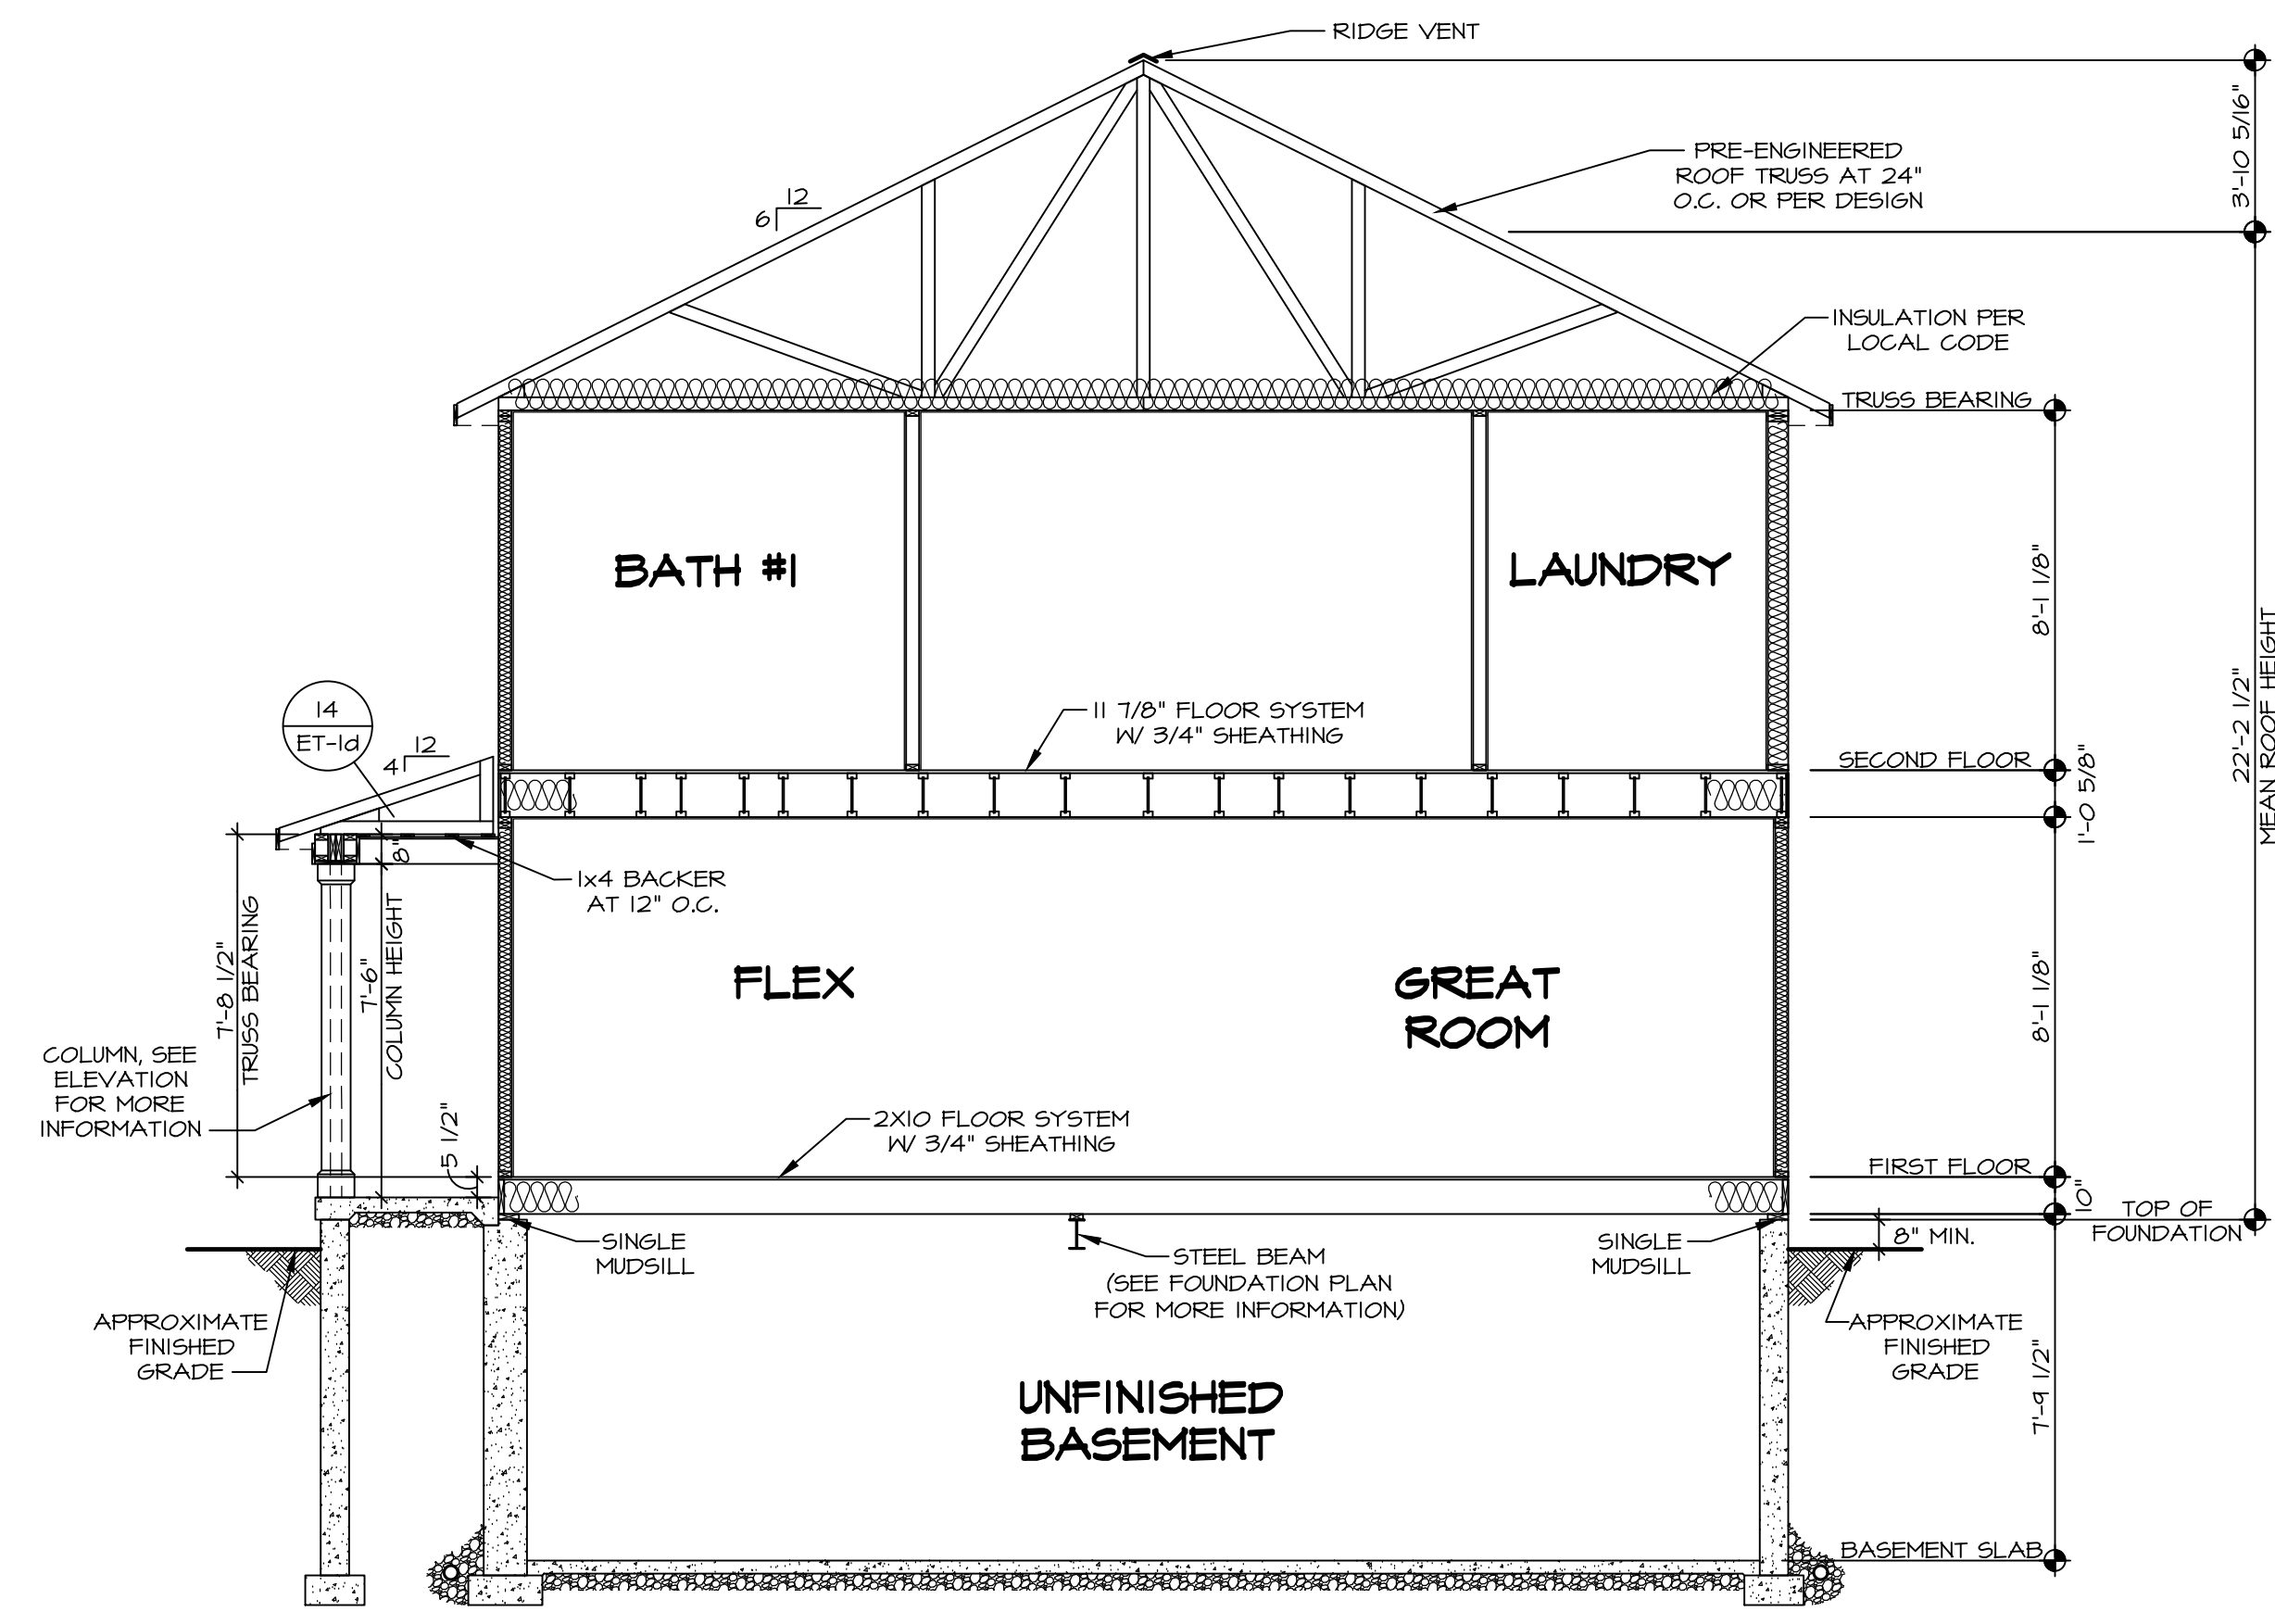 RIDGE VENT
3'-10 5/16"
PRE-ENGINEERED
ROOF TRUSS AT 24"
O.C. OR PER DESIGN
12
6
INSULATION PER
LOCAL CODE
TRUSS BEARING
BATH #1
LAUNDRY
8'-1 1/8"
22'-2 1/2"
MEAN ROOF HEIGHT
14
ET-1d
12
4
11 7/8" FLOOR SYSTEM
W/ 3/4" SHEATHING
SECOND FLOOR
1'-0 5/8"
8"
1x4 BACKER
AT 12" O.C.
7'-8 1/2"
TRUSS BEARING
7'-6"
COLUMN HEIGHT
FLEX
GREAT
ROOM
8'-1 1/8"
COLUMN, SEE
ELEVATION
FOR MORE
INFORMATION
5 1/2"
2X10 FLOOR SYSTEM
W/ 3/4" SHEATHING
FIRST FLOOR
10"
TOP OF
FOUNDATION
8" MIN.
SINGLE
MUDSILL
STEEL BEAM
(SEE FOUNDATION PLAN
FOR MORE INFORMATION)
SINGLE
MUDSILL
APPROXIMATE
FINISHED
GRADE
APPROXIMATE
FINISHED
GRADE
7'-9 1/2"
UNFINISHED
BASEMENT
BASEMENT SLAB